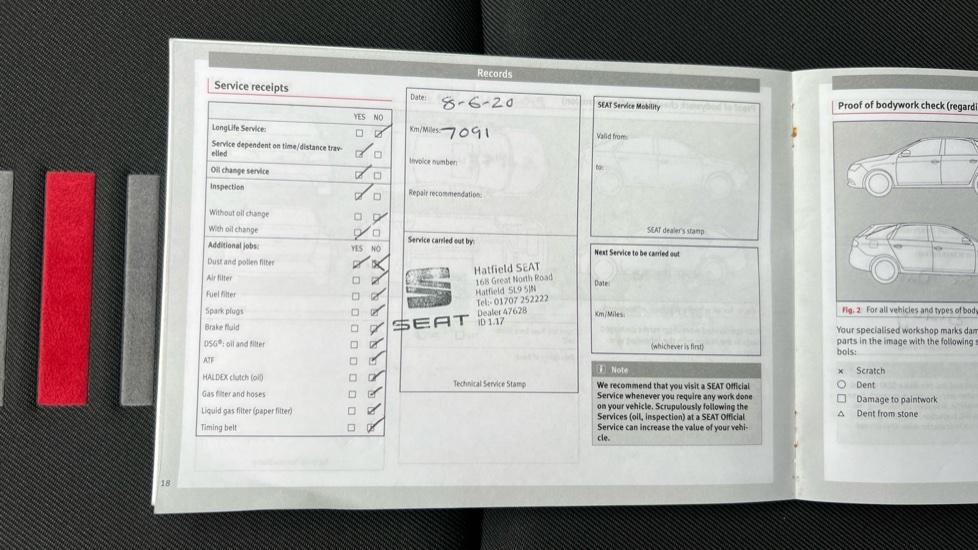 Records
Service receipts
YES NO
LongLife Service:
Service dependent on time/distance trav-
elled
Oil change service
Inspection
Without oil change
With oil change
Additional jobs: YES NO
Dust and pollen filter
Air filter
Fuel filter
Spark plugs
Brake fluid
DSG®: oil and filter
ATF
HALDEX clutch (oil)
Gas filter and hoses
Liquid gas filter (paper filter)
Timing belt
18
Date: 8-6-20
Km/Miles: 7091
Invoice number:
Repair recommendation:
Service carried out by:
SEAT
Hatfield SEAT
168 Great North Road
Hatfield SL9 5JN
Tel:- 01707 252222
Dealer 47628
ID 1.17
Technical Service Stamp
SEAT Service Mobility
Valid from:
to:
SEAT dealer's stamp
Next Service to be carried out
Date:
Km/Miles:
(whichever is first)
i Note
We recommend that you visit a SEAT Official
Service whenever you require any work done
on your vehicle. Scrupulously following the
Services (oil, inspection) at a SEAT Official
Service can increase the value of your vehi-
cle.
Proof of bodywork check (regardi
Fig. 2 For all vehicles and types of body
Your specialised workshop marks dam
parts in the image with the following s
bols:
× Scratch
○ Dent
□ Damage to paintwork
△ Dent from stone